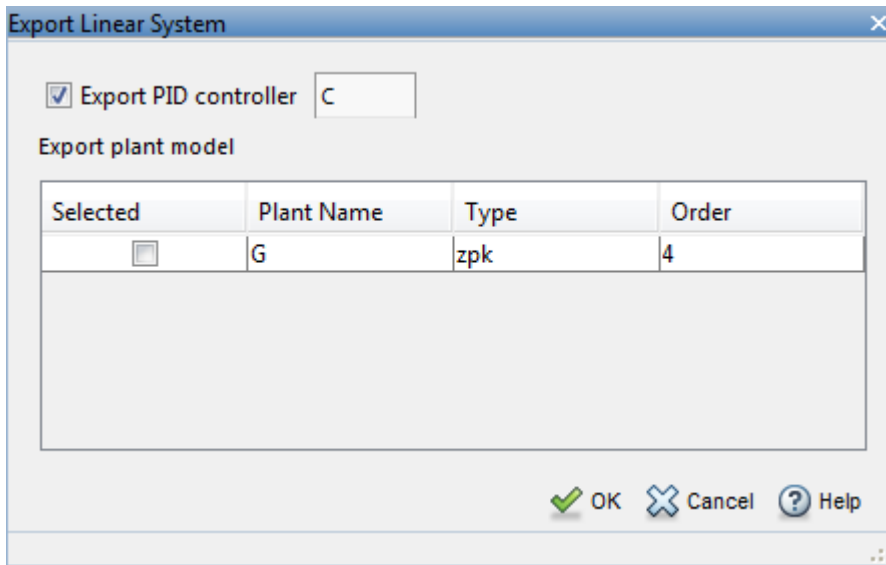 Export Linear System
Export PID controller C
Export plant model
Selected Plant Name Type Order
G zpk 4
OK Cancel Help